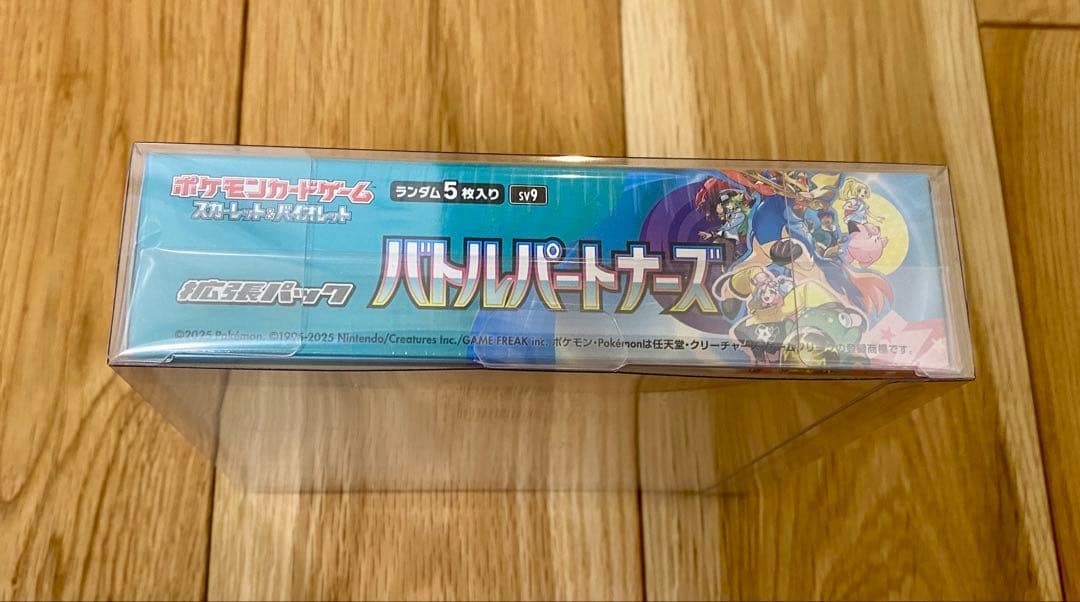 ポケモンカードゲーム
スカーレット&バイオレット
ランダム5枚入り
sv9
バトルパートナーズ
拡張パック
©2025 Pokémon. ©1995-2025 Nintendo/Creatures Inc./GAME FREAK inc. ポケモン・Pokémonは任天堂・クリーチャーズ・ゲームフリークの登録商標です。